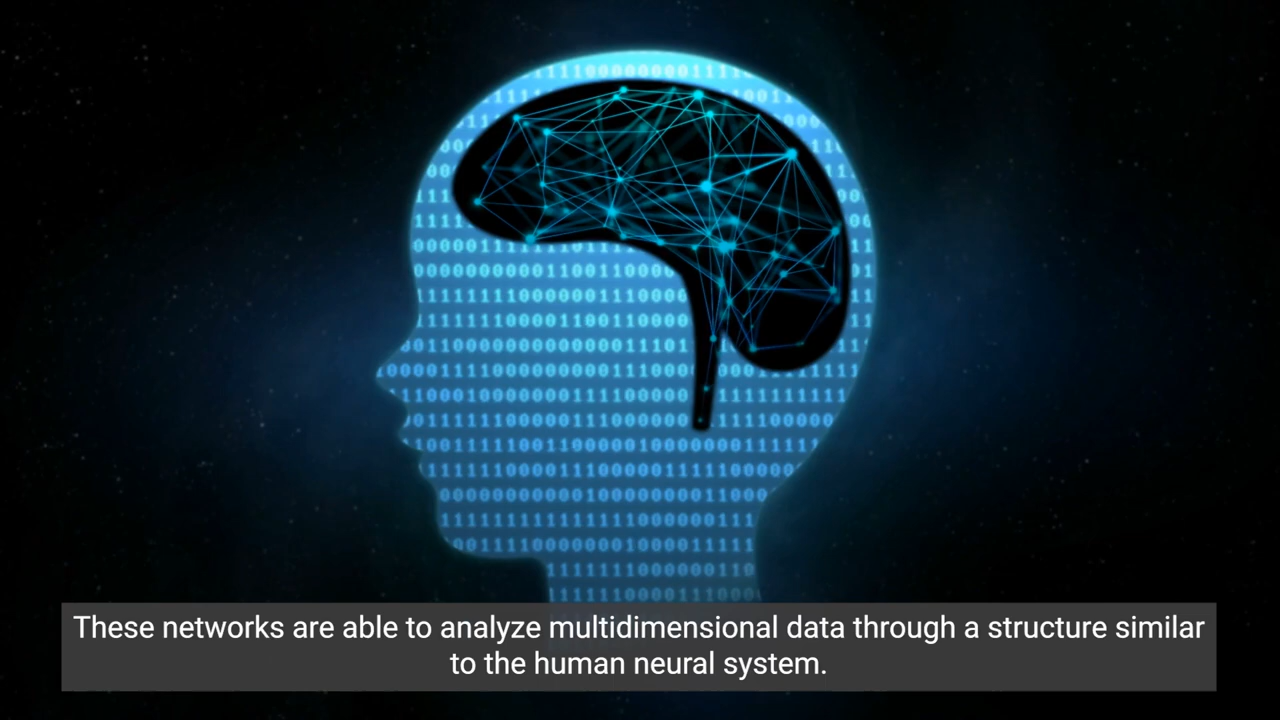 These networks are able to analyze multidimensional data through a structure similar
to the human neural system.